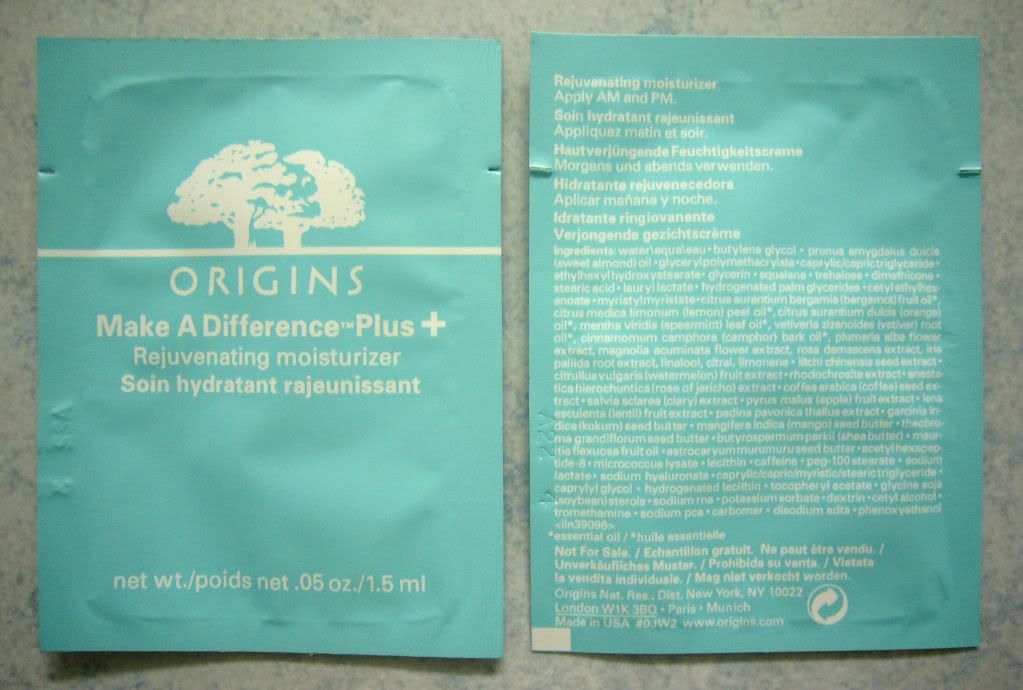 ORIGINS
Make A Difference™ Plus +
Rejuvenating moisturizer
Soin hydratant rajeunissant
net wt./poids net .05 oz./1.5 ml
Rejuvenating moisturizer
Apply AM and PM.
Soin hydratant rajeunissant
Appliquez matin et soir.
Hautverjüngende Feuchtigkeitscreme
Morgens und abends verwenden.
Hidratante rejuvenecedora
Aplicar mañana y noche.
Idratante ringiovanente
Verjongende gezichtscrème
Ingredients: water\aqua\eau • butylene glycol • prunus amygdalus dulcis
(sweet almond) oil • glyceryl polymethacrylate • caprylic/capric triglyceride •
ethylhexyl hydroxystearate • glycerin • squalane • trehalose • dimethicone •
stearic acid • lauryl lactate • hydrogenated palm glycerides • cetyl ethylhex-
anoate • myristyl myristate • citrus aurantium bergamia (bergamot) fruit oil*,
citrus medica limonum (lemon) peel oil*, citrus aurantium dulcis (orange)
oil*, mentha viridis (spearmint) leaf oil*, vetiveria zizanoides (vetiver) root
oil*, cinnamomum camphora (camphor) bark oil*, plumeria alba flower
extract, magnolia acuminata flower extract, rosa damascena extract, iris
pallida root extract, linalool, citral, limonene • litchi chinensis seed extract •
citrullus vulgaris (watermelon) fruit extract • rhodochrosite extract • anasta-
tica hierochuntica (rose of jericho) extract • coffea arabica (coffee) seed ex-
tract • salvia sclarea (clary) extract • pyrus malus (apple) fruit extract • lens
esculenta (lentil) fruit extract • padina pavonica thallus extract • garcinia in-
dica (kokum) seed butter • mangifera indica (mango) seed butter • theobro-
ma grandiflorum seed butter • butyrospermum parkii (shea butter) • maur-
itia flexuosa fruit oil • astrocaryum murumuru seed butter • acetyl hexapep-
tide-8 • micrococcus lysate • lecithin • caffeine • peg-100 stearate • sodium
lactate • sodium hyaluronate • caprylic/capric/myristic/stearic triglyceride •
caprylyl glycol • hydrogenated lecithin • tocopheryl acetate • glycine soja
(soybean) sterols • sodium rna • potassium sorbate • dextrin • cetyl alcohol •
tromethamine • sodium pca • carbomer • disodium edta • phenoxyethanol
<iln39096>
*essential oil / *huile essentielle
Not For Sale. / Echantillon gratuit. Ne peut être vendu. /
Unverkäufliches Muster. / Prohibida su venta. / Vietata
la vendita individuale. / Mag niet verkocht worden.
Origins Nat. Res., Dist. New York, NY 10022
London W1K 3BQ • Paris • Munich
Made in USA #0JW2 www.origins.com